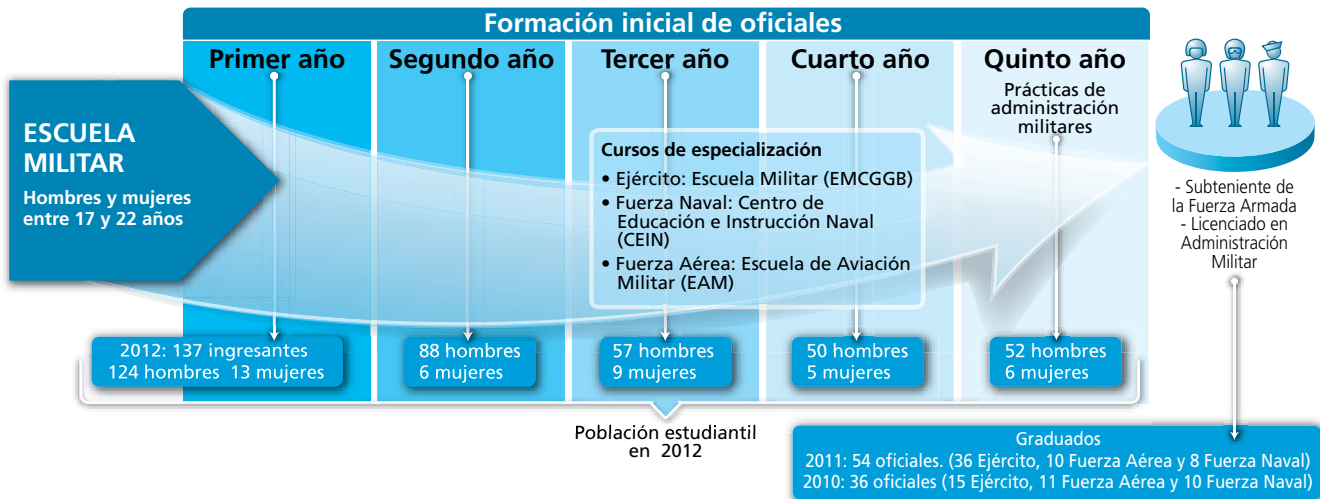 Formación inicial de oficiales
ESCUELA
MILITAR
Hombres y mujeres
entre 17 y 22 años
Primer año
Segundo año
Tercer año
Cuarto año
Quinto año
Prácticas de
administración
militares
Cursos de especialización
• Ejército: Escuela Militar (EMCGGB)
• Fuerza Naval: Centro de
Educación e Instrucción Naval
(CEIN)
• Fuerza Aérea: Escuela de Aviación
Militar (EAM)
- Subteniente de
la Fuerza Armada
- Licenciado en
Administración
Militar
2012: 137 ingresantes
124 hombres 13 mujeres
88 hombres
6 mujeres
57 hombres
9 mujeres
50 hombres
5 mujeres
52 hombres
6 mujeres
Población estudiantil
en 2012
Graduados
2011: 54 oficiales. (36 Ejército, 10 Fuerza Aérea y 8 Fuerza Naval)
2010: 36 oficiales (15 Ejército, 11 Fuerza Aérea y 10 Fuerza Naval)